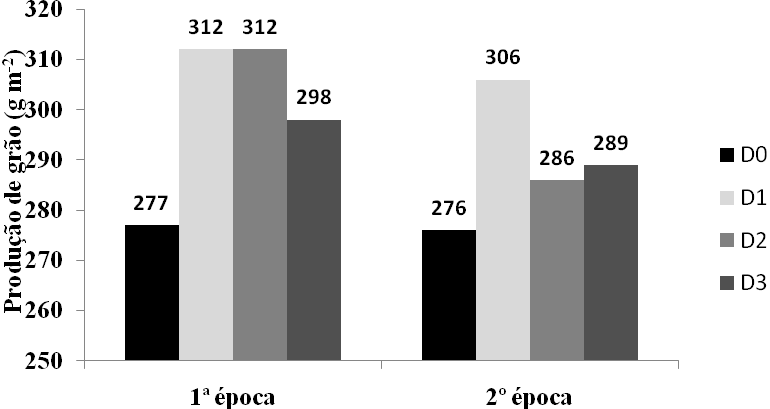 Produção de grão (g m⁻²)
320
310
300
290
280
270
260
250
277
312
312
298
276
306
286
289
1ª época
2º época
D0
D1
D2
D3